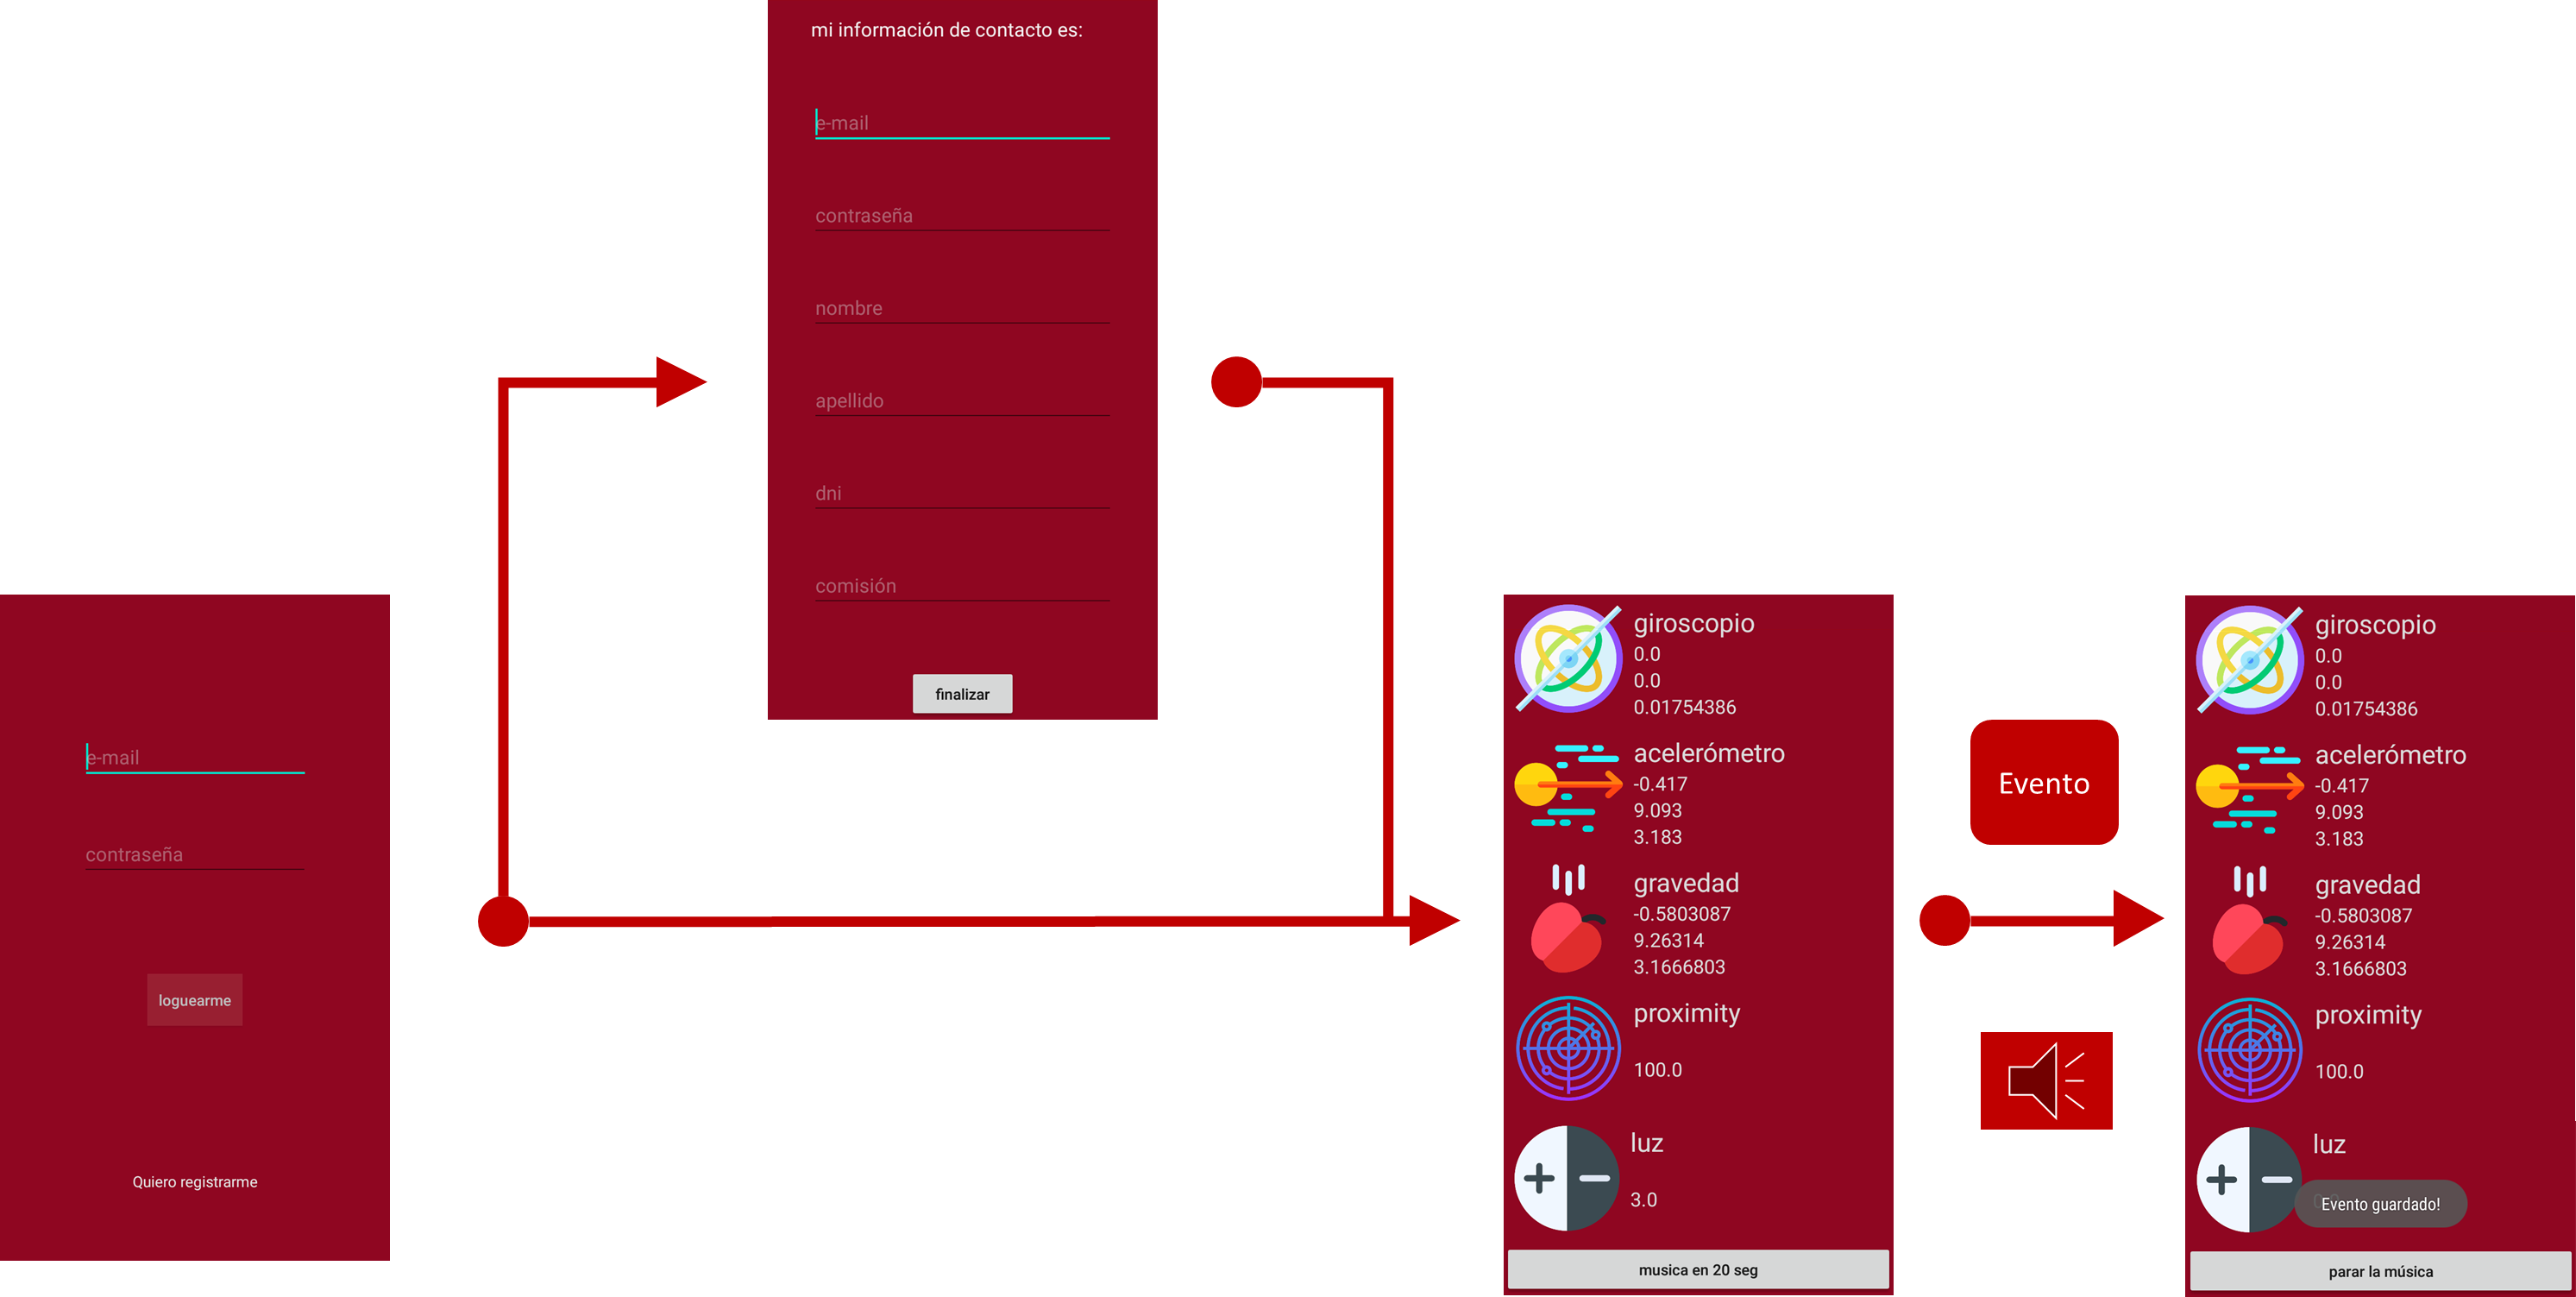 mi información de contacto es:
e-mail
contraseña
nombre
apellido
dni
comisión
finalizar
e-mail
contraseña
loguearme
Quiero registrarme
giroscopio
0.0
0.0
0.01754386
acelerómetro
-0.417
9.093
3.183
gravedad
-0.5803087
9.26314
3.1666803
proximity
100.0
luz
3.0
musica en 20 seg
Evento
giroscopio
0.0
0.0
0.01754386
acelerómetro
-0.417
9.093
3.183
gravedad
-0.5803087
9.26314
3.1666803
proximity
100.0
luz
Evento guardado!
parar la música